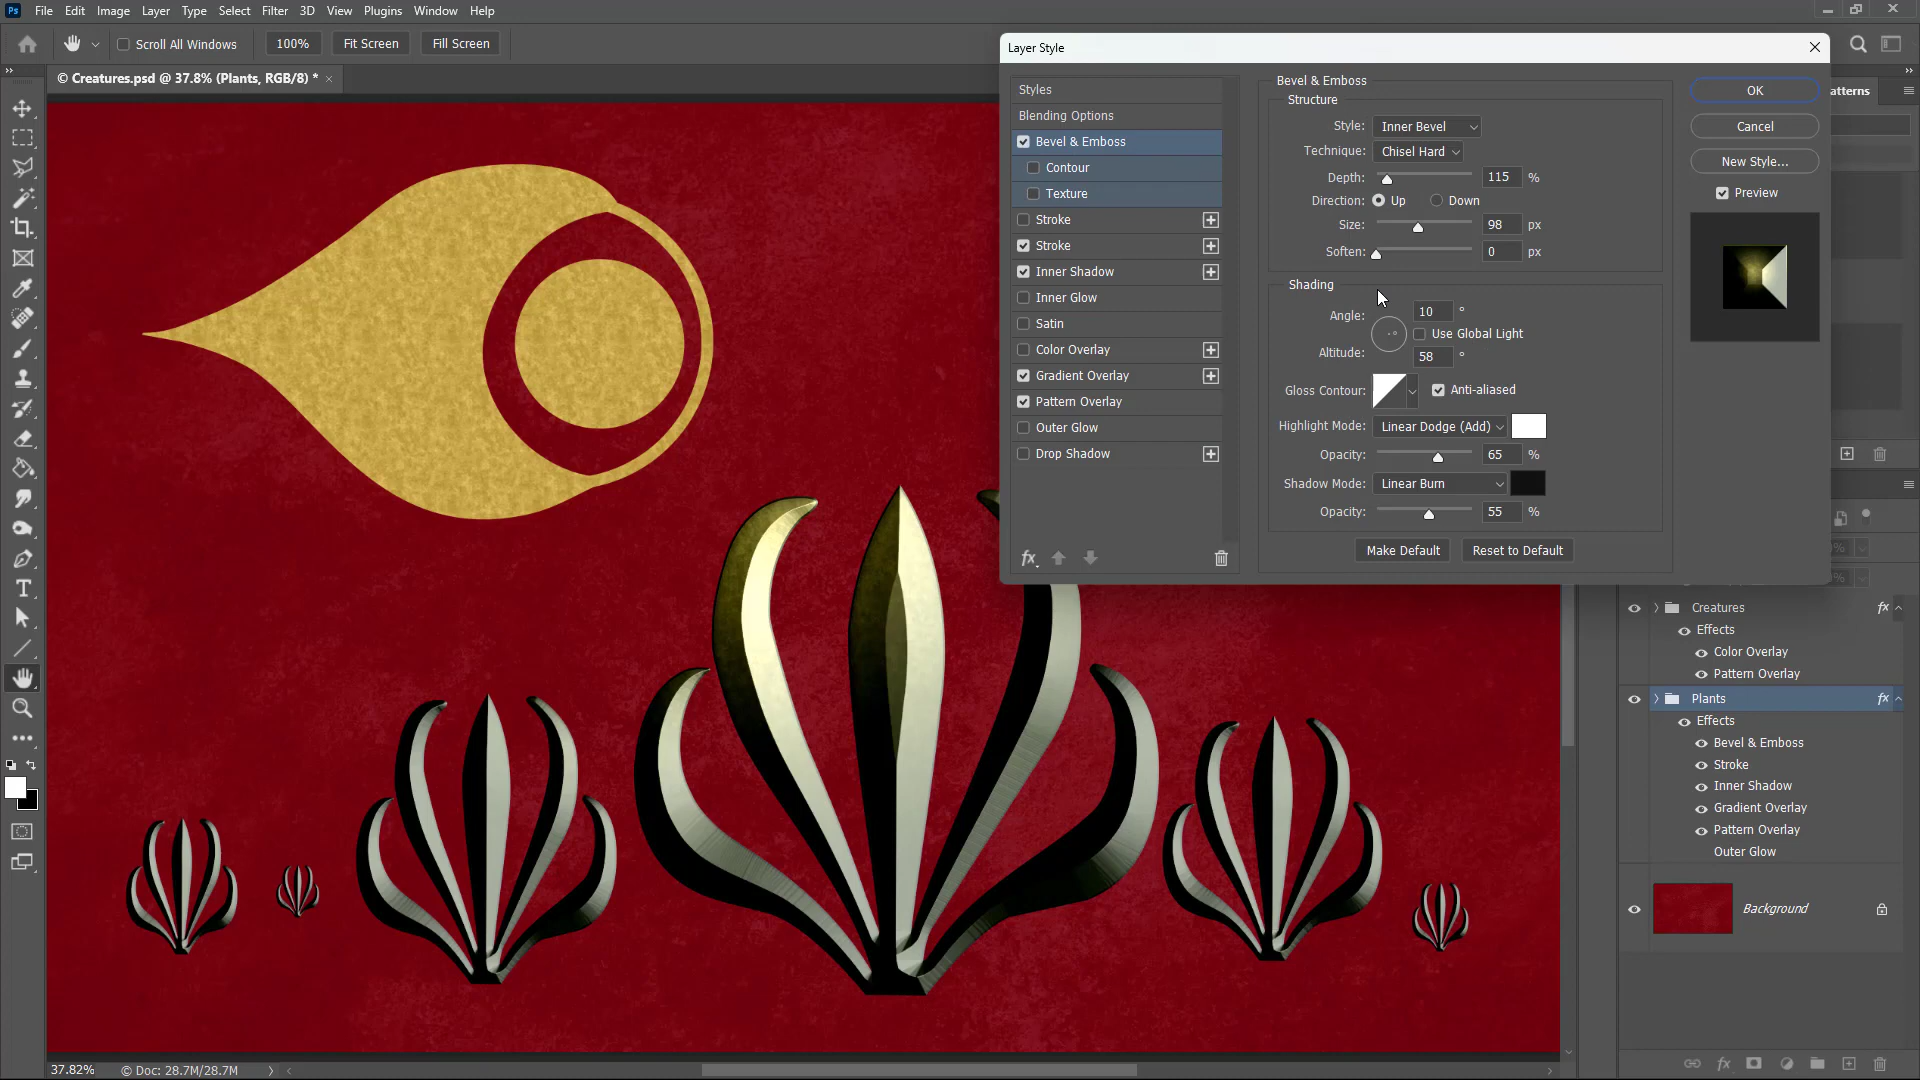 Ps File Edit Image Layer Type Select Filter 3D View Plugins Window Help
Scroll All Windows 100% Fit Screen Fill Screen
© Creatures.psd @ 37.8% (Plants, RGB/8) * ×
Layer Style
Styles
Blending Options
Bevel & Emboss
Contour
Texture
Stroke
Stroke
Inner Shadow
Inner Glow
Satin
Color Overlay
Gradient Overlay
Pattern Overlay
Outer Glow
Drop Shadow
fx
Bevel & Emboss
Structure
Style: Inner Bevel
Technique: Chisel Hard
Depth: 115 %
Direction: Up Down
Size: 98 px
Soften: 0 px
Shading
Angle: 10 °
Use Global Light
Altitude: 58 °
Gloss Contour: Anti-aliased
Highlight Mode: Linear Dodge (Add)
Opacity: 65 %
Shadow Mode: Linear Burn
Opacity: 55 %
Make Default Reset to Default
OK
Cancel
New Style...
Preview
atterns
Creatures fx
Effects
Color Overlay
Pattern Overlay
Plants fx
Effects
Bevel & Emboss
Stroke
Inner Shadow
Gradient Overlay
Pattern Overlay
Outer Glow
Background
37.82% © Doc: 28.7M/28.7M
fx